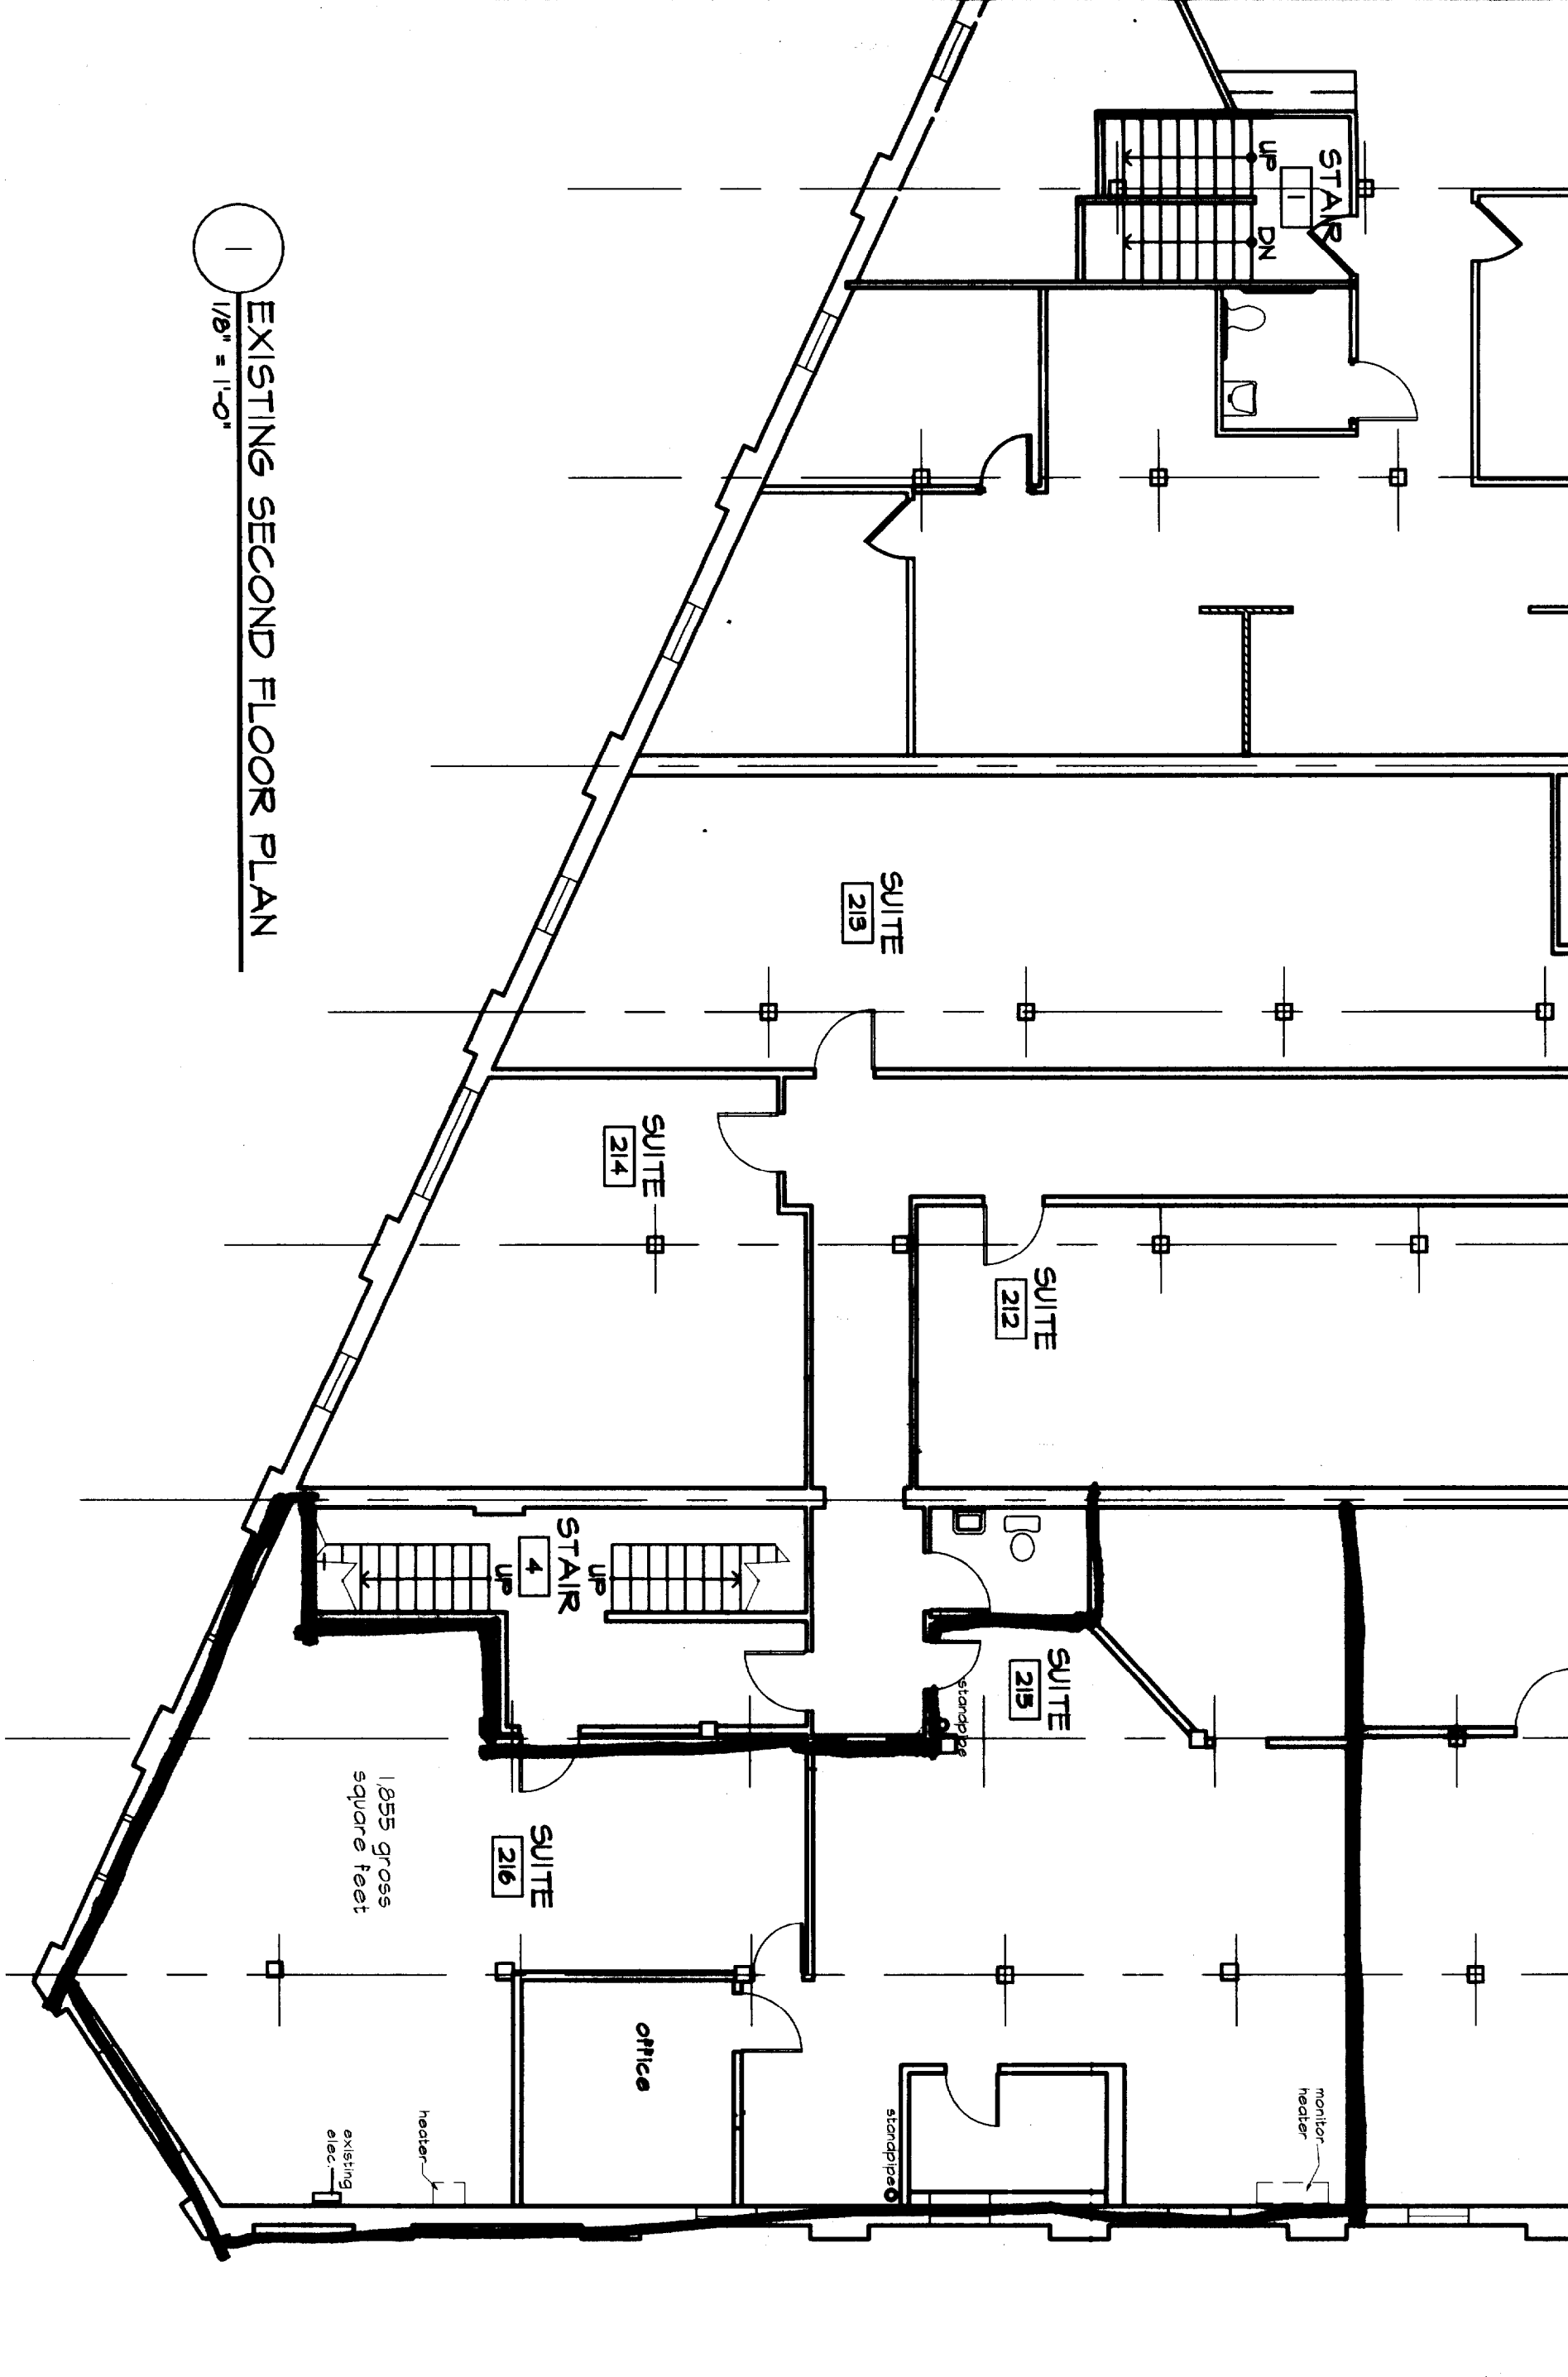 STAIR
1
UP
DN
1
EXISTING SECOND FLOOR PLAN
1/8" = 1'-0"
SUITE
213
SUITE
214
SUITE
212
STAIR
4
UP
UP
SUITE
215
standpipe
SUITE
216
1,855 gross
square feet
office
monitor
heater
standpipe
heater
existing
elec.